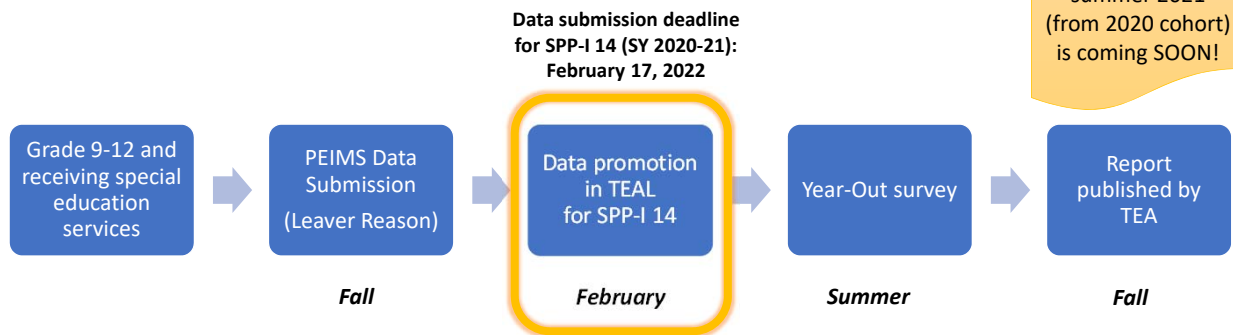 Data submission deadline
for SPP-I 14 (SY 2020-21):
February 17, 2022
summer 2021
(from 2020 cohort)
is coming SOON!
Grade 9-12 and
receiving special
education
services
PEIMS Data
Submission
(Leaver Reason)
Data promotion
in TEAL
for SPP-I 14
Year-Out survey
Report
published by
TEA
Fall
February
Summer
Fall